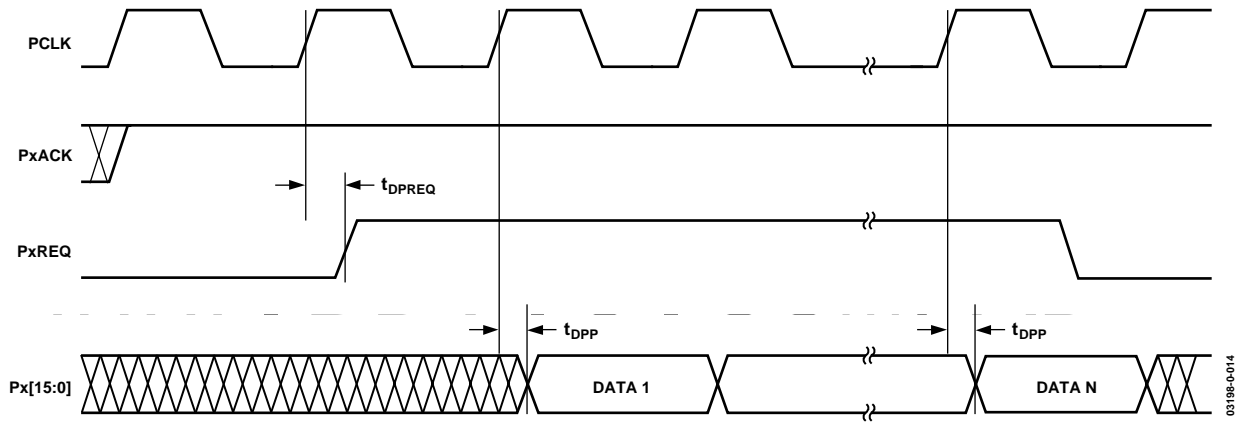 PCLK
PxACK
tDPREQ
PxREQ
tDPP
tDPP
Px[15:0]
DATA 1
DATA N
03198-0-014